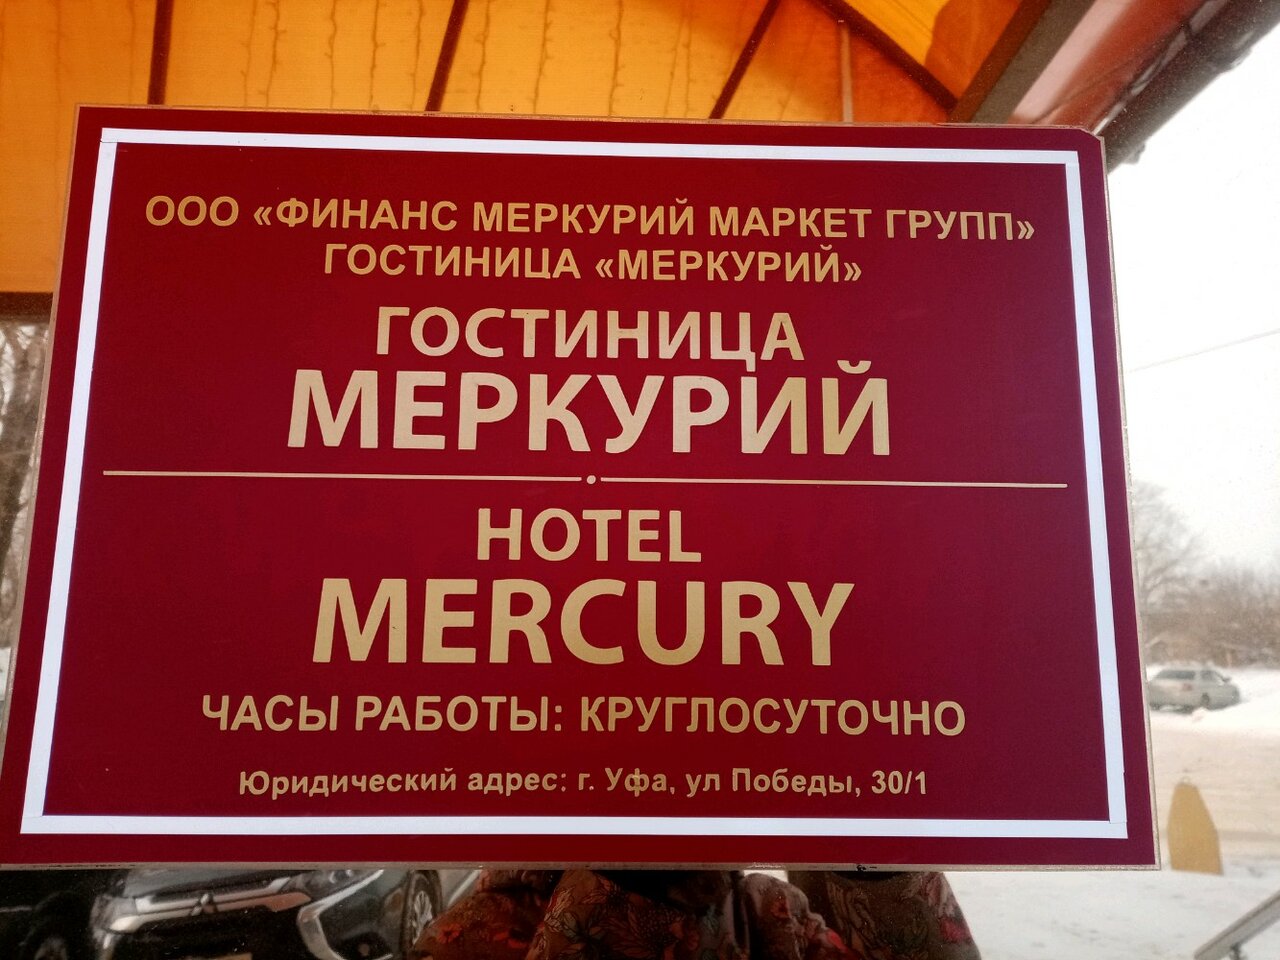 ООО «ФИНАНС МЕРКУРИЙ МАРКЕТ ГРУПП»
ГОСТИНИЦА «МЕРКУРИЙ»
ГОСТИНИЦА
МЕРКУРИЙ
HOTEL
MERCURY
ЧАСЫ РАБОТЫ: КРУГЛОСУТОЧНО
Юридический адрес: г. Уфа, ул Победы, 30/1